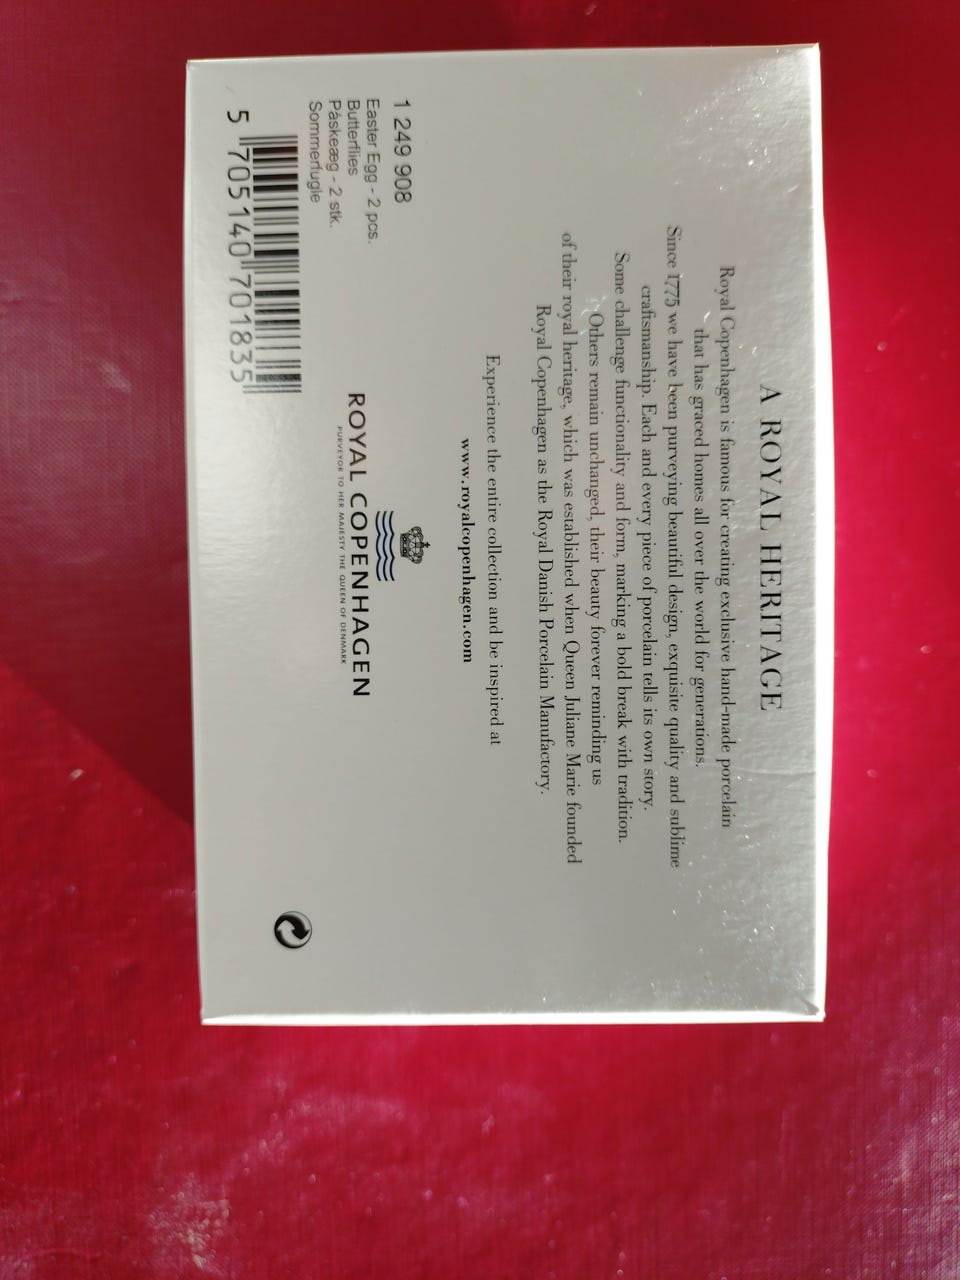 A ROYAL HERITAGE
Royal Copenhagen is famous for creating exclusive hand-made porcelain
that has graced homes all over the world for generations.
Since 1775 we have been purveying beautiful design, exquisite quality and sublime
craftsmanship. Each and every piece of porcelain tells its own story.
Some challenge functionality and form, marking a bold break with tradition.
Others remain unchanged, their beauty forever reminding us
of their royal heritage, which was established when Queen Juliane Marie founded
Royal Copenhagen as the Royal Danish Porcelain Manufactory.
Experience the entire collection and be inspired at
www.royalcopenhagen.com
1 249 908
Easter Egg - 2 pcs.
Butterflies
Påskeæg - 2 stk.
Sommerfugle
5 705140 701835
ROYAL COPENHAGEN
PURVEYOR TO HER MAJESTY THE QUEEN OF DENMARK